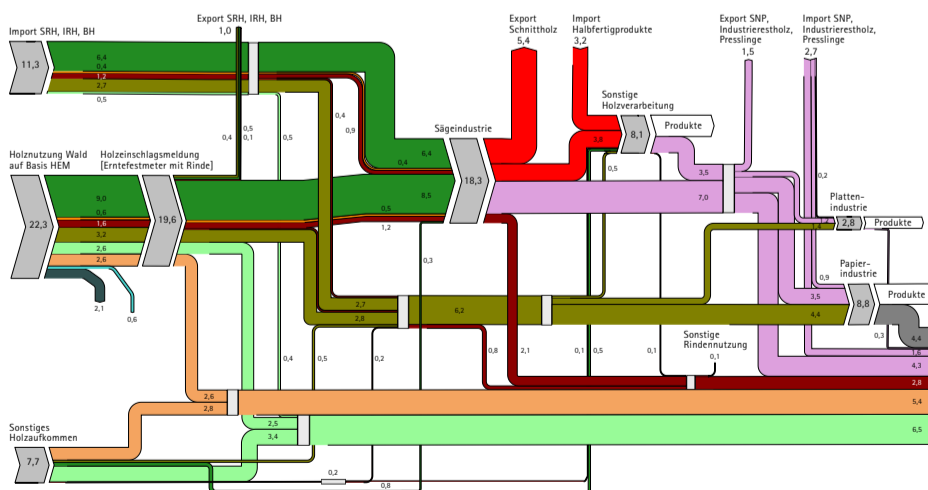 Export SRH, IRH, BH
1,0
Import SRH, IRH, BH
11,3
6,4
0,4
1,2
2,7
0,5
0,4
0,5
0,1
0,5
0,4
0,9
Export
Schnittholz
5,4
Import
Halbfertigprodukte
3,2
Export SNP,
Industrierestholz,
Presslinge
1,5
Import SNP,
Industrierestholz,
Presslinge
2,7
Sonstige
Holzverarbeitung
8,1
Produkte
3,8
0,5
Sägeindustrie
18,3
6,4
0,4
8,5
0,5
1,2
3,5
7,0
0,2
Platten-
industrie
1,2
1,4
2,8
Produkte
Holznutzung Wald
auf Basis HEM
22,3
Holzeinschlagsmeldung
[Erntefestmeter mit Rinde]
19,6
9,0
0,6
1,6
3,2
2,6
2,6
2,1
0,6
0,3
Papier-
industrie
0,9
8,8
Produkte
3,5
4,4
0,3
4,4
1,6
4,3
2,8
2,7
2,8
6,2
0,4
0,5
0,2
0,8
2,1
0,1
0,5
0,1
Sonstige
Rindennutzung
0,1
2,6
2,8
5,4
2,5
3,4
6,5
Sonstiges
Holzaufkommen
7,7
0,2
0,8